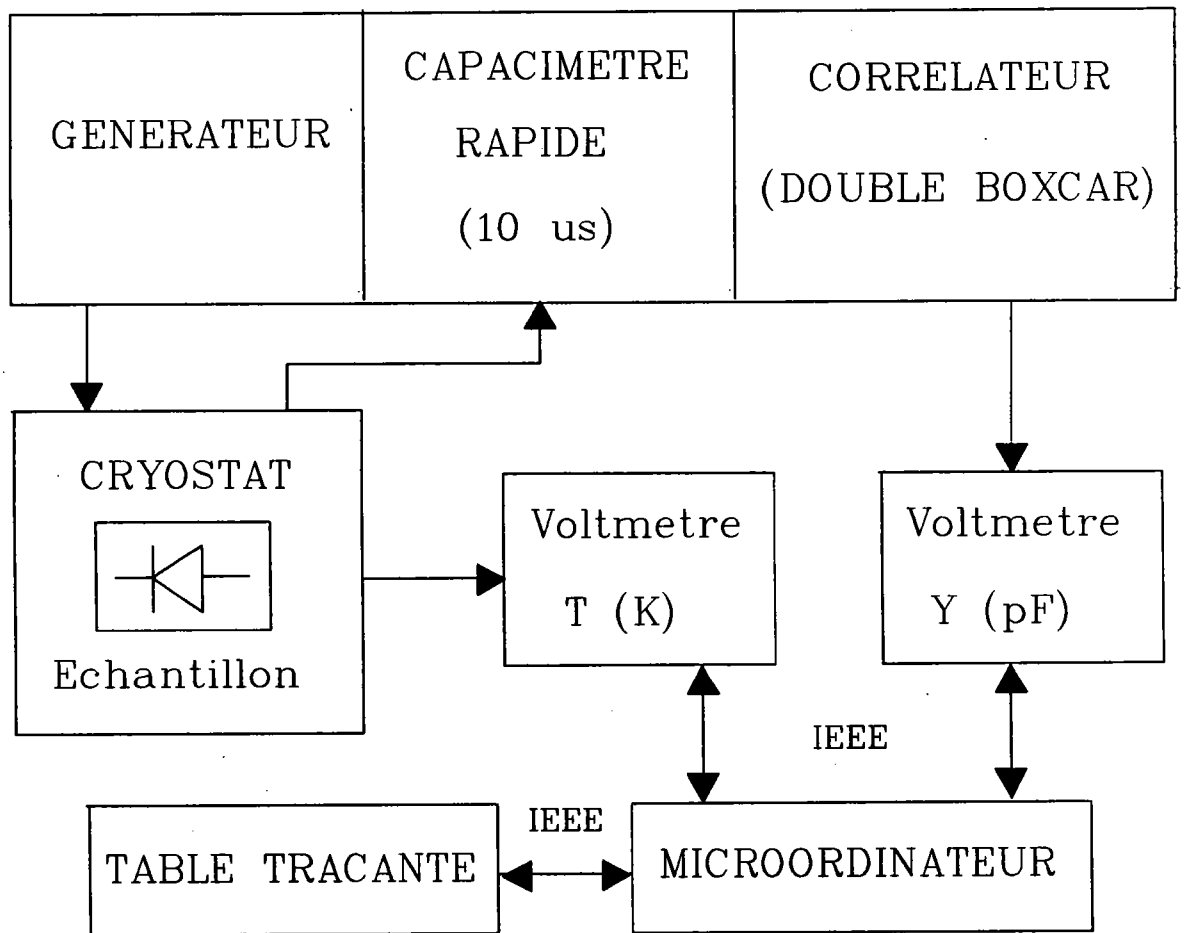 GENERATEUR
CAPACIMETRE
RAPIDE
(10 us)
CORRELATEUR
(DOUBLE BOXCAR)
CRYOSTAT
Echantillon
Voltmetre
T (K)
Voltmetre
Y (pF)
IEEE
IEEE
TABLE TRACANTE
MICROORDINATEUR